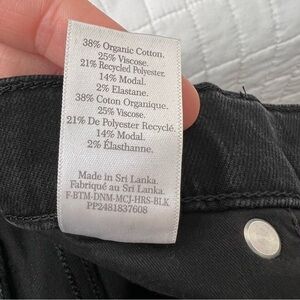 38% Organic Cotton.
25% Viscose.
21% Recycled Polyester.
14% Modal.
2% Elastane.
38% Coton Organique.
25% Viscose.
21% De Polyester Recyclé.
14% Modal.
2% Élasthanne.
Made in Sri Lanka.
Fabriqué au Sri Lanka.
F-BTM-DNM-MCJ-HRS-BLK
PP2481837608